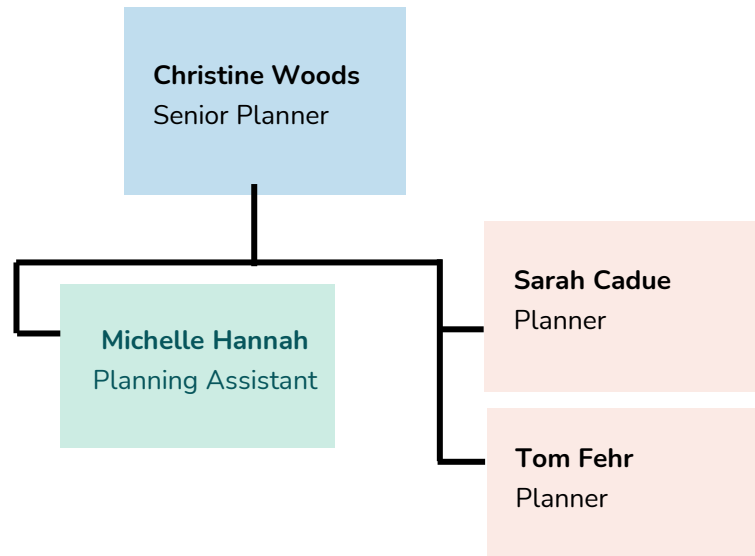 Christine Woods
Senior Planner
Michelle Hannah
Planning Assistant
Sarah Cadue
Planner
Tom Fehr
Planner